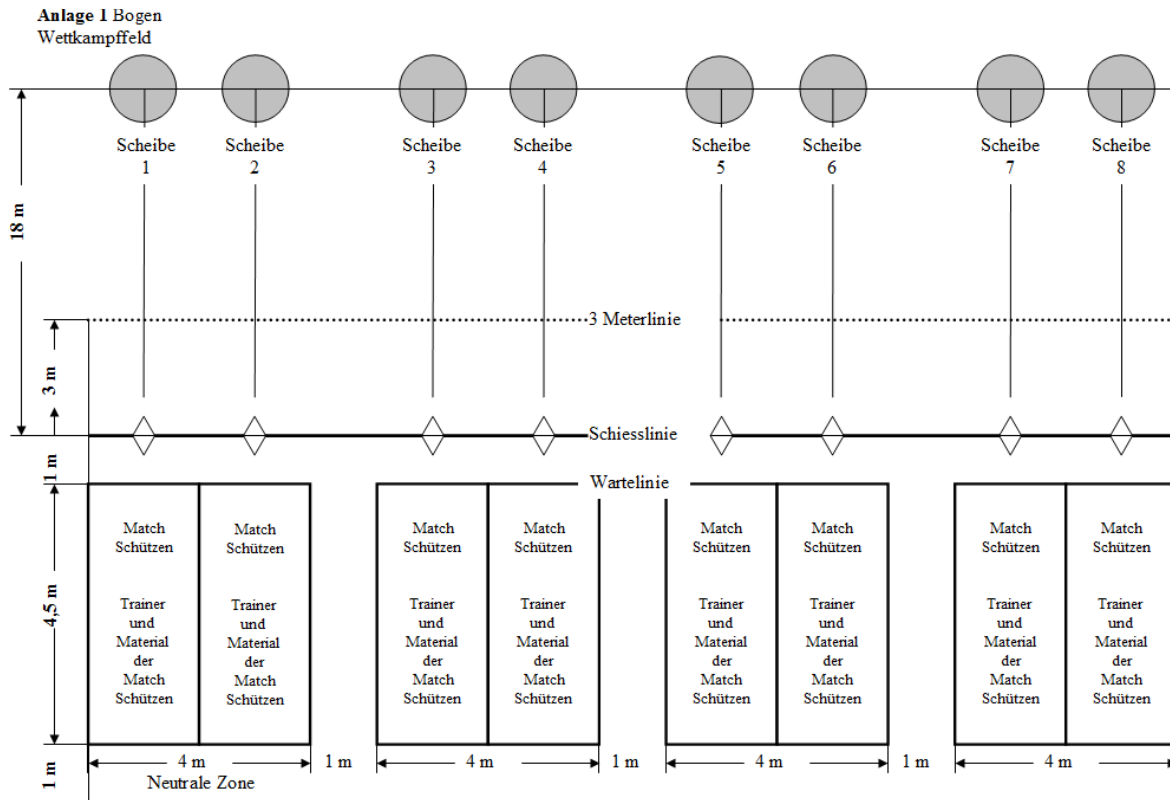 Anlage 1 Bogen
Wettkampffeld
Scheibe Scheibe Scheibe Scheibe Scheibe Scheibe Scheibe Scheibe
1 2 3 4 5 6 7 8
18 m
3 Meterlinie
3 m
Schiesslinie
1 m
Wartelinie
Match Match Match Match Match Match Match Match
Schützen Schützen Schützen Schützen Schützen Schützen Schützen Schützen
4,5 m
Trainer Trainer Trainer Trainer Trainer Trainer Trainer Trainer
und und und und und und und und
Material Material Material Material Material Material Material Material
der der der der der der der der
Match Match Match Match Match Match Match Match
Schützen Schützen Schützen Schützen Schützen Schützen Schützen Schützen
1 m
4 m 1 m 4 m 1 m 4 m 1 m 4 m
Neutrale Zone